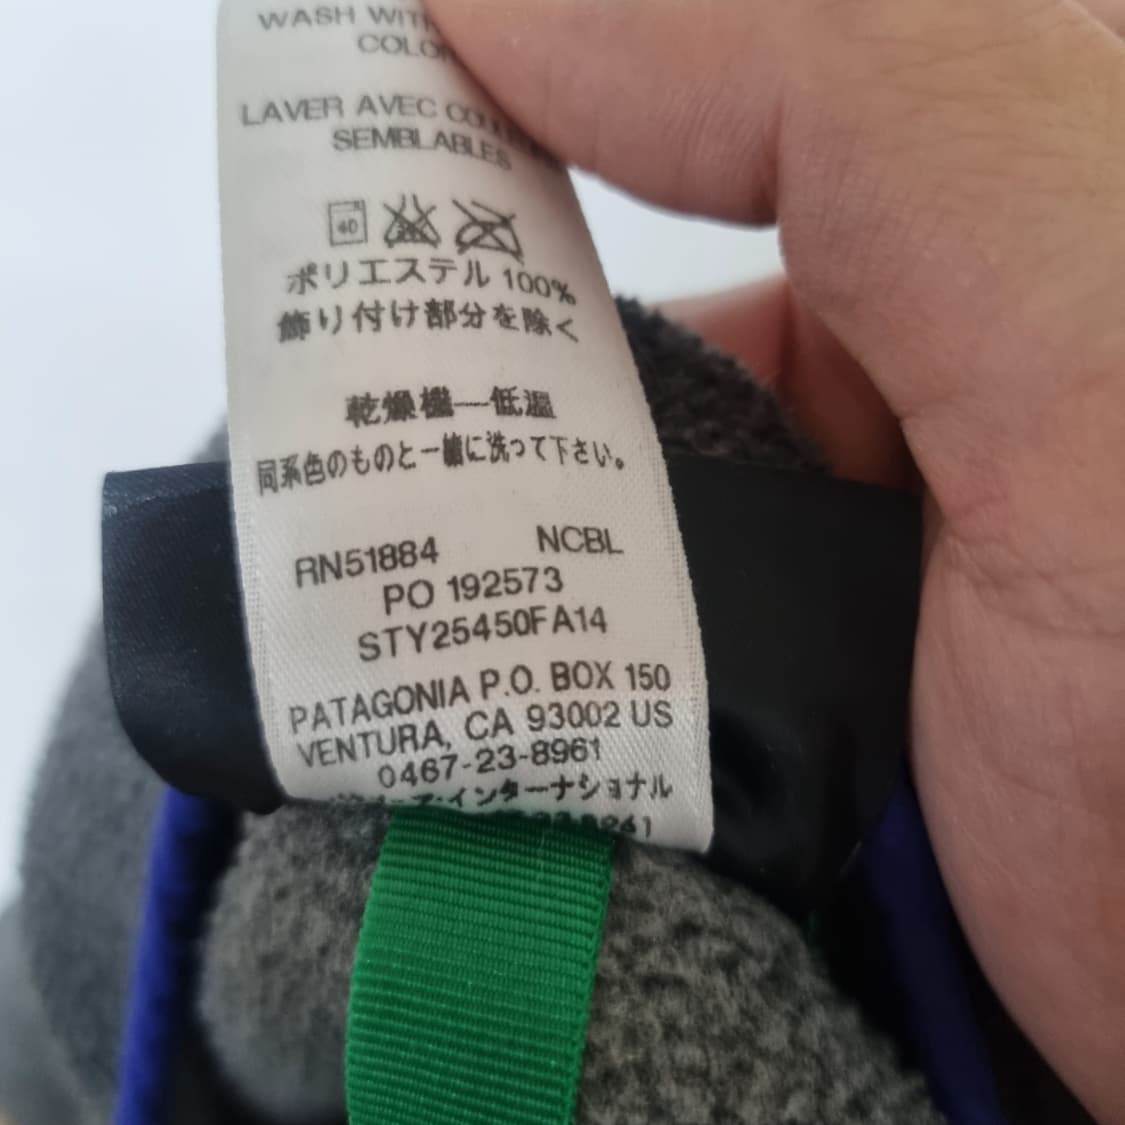 WASH WITH
LAVER AVEC
SEMBLABLES
40
ポリエステル 100%
飾り付け部分を除く
乾燥機—低温
同系色のものと一緒に洗って下さい。
RN51884 NCBL
PO 192573
STY25450FA14
PATAGONIA P.O. BOX 150
VENTURA, CA 93002 US
0467-23-8961
インターナショナル